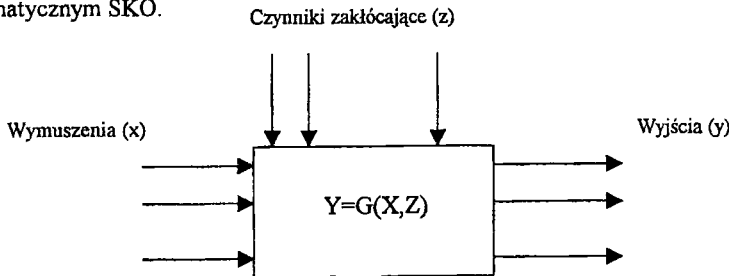 matycznym SKO.
Czynniki zakłócające (z)
Wymuszenia (x)
Wyjścia (y)
Y=G(X,Z)